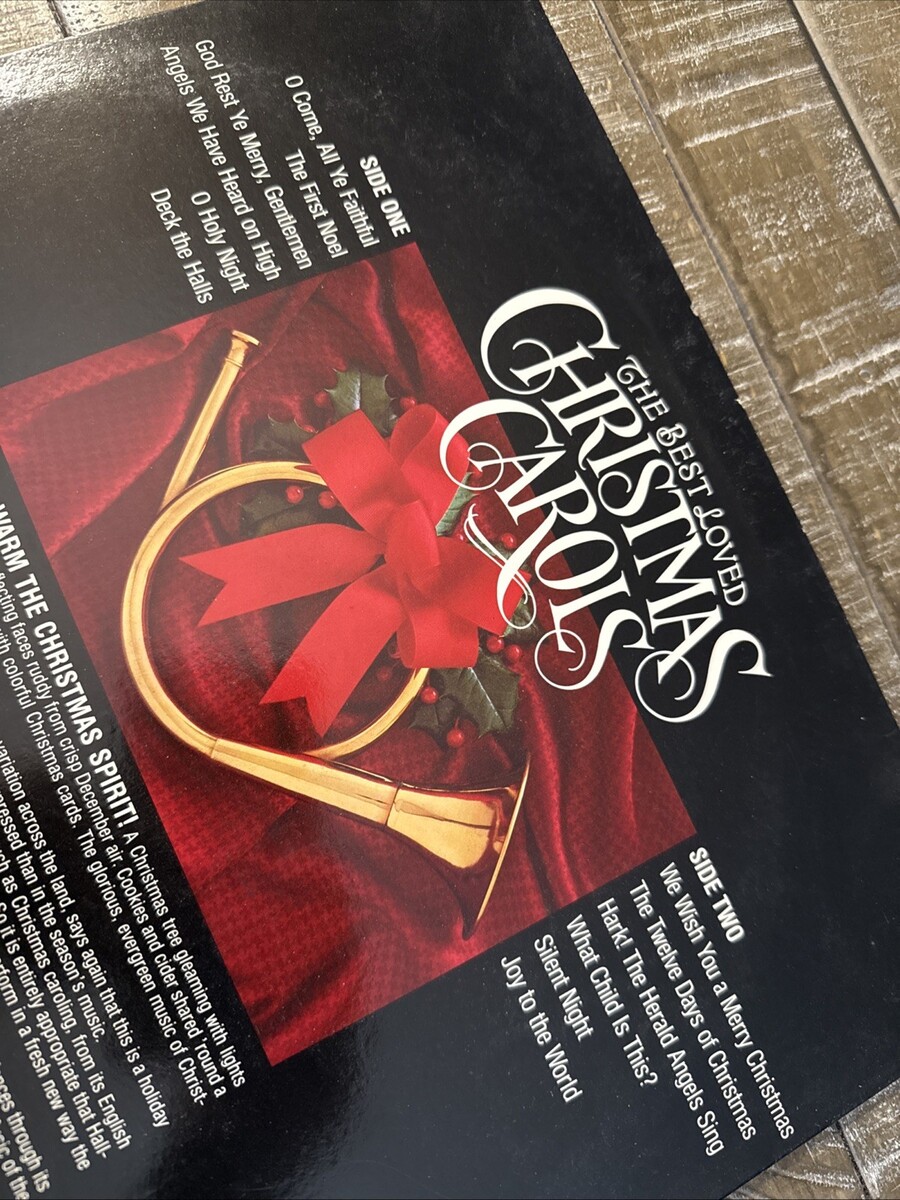 THE BEST LOVED
CHRISTMAS
CAROLS
SIDE ONE
O Come, All Ye Faithful
The First Noel
God Rest Ye Merry, Gentlemen
Angels We Have Heard on High
O Holy Night
Deck the Halls
SIDE TWO
We Wish You a Merry Christmas
The Twelve Days of Christmas
Hark! The Herald Angels Sing
What Child Is This?
Silent Night
Joy to the World
WARM THE CHRISTMAS SPIRIT! A Christmas tree gleaming with lights
faces ruddy from crisp December air. Cookies and cider shared 'round a
with colorful Christmas cards. The glorious, evergreen music of Christ-
variation across the land, says again that this is a holiday
than in the season's music.
as Christmas caroling, from its English
So it is entirely appropriate that Hall-
in a fresh new way the
through its
of the